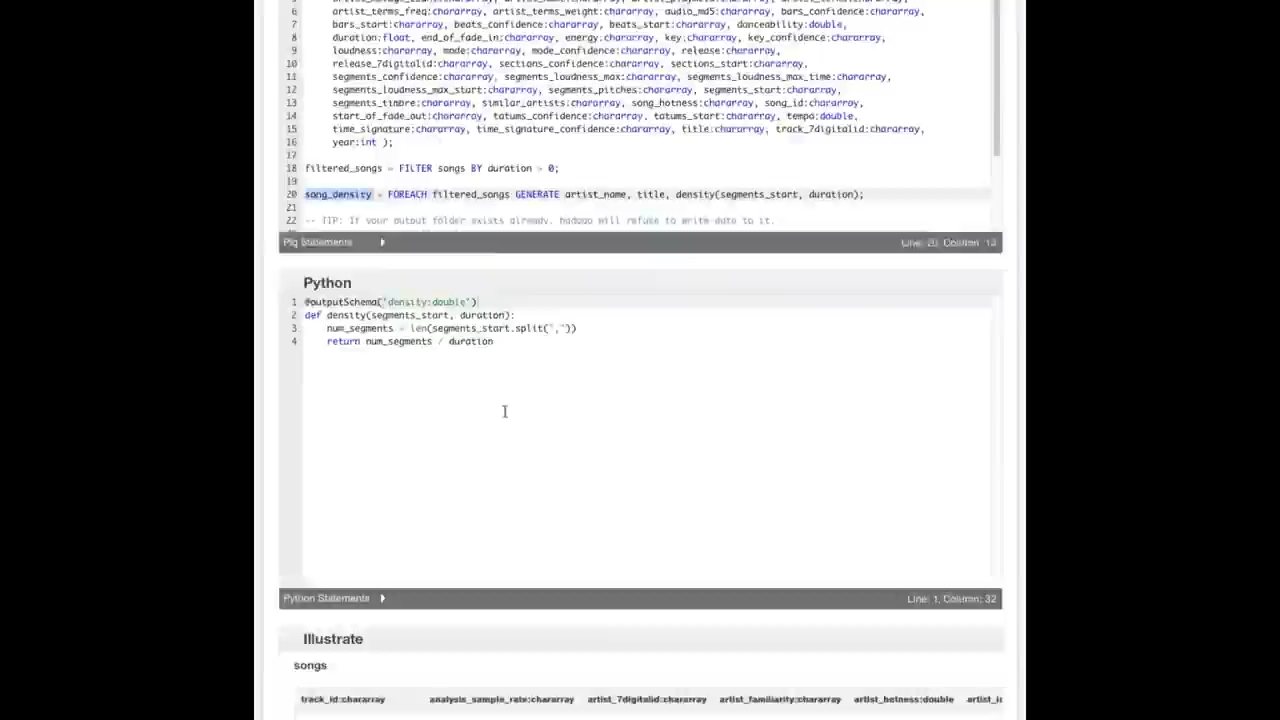 7 bars_start:chararray, beats_confidence:chararray, beats_start:chararray, danceability:double,
6 artist_terms_freq:chararray, artist_terms_weight:chararray, audio_md5:chararray, bars_confidence:chararray,
8 duration:float, end_of_fade_in:chararray, energy:chararray, key:chararray, key_confidence:chararray,
9 loudness:chararray, mode:chararray, mode_confidence:chararray, release:chararray,
10 release_7digitalid:chararray, sections_confidence:chararray, sections_start:chararray,
11 segments_confidence:chararray, segments_loudness_max:chararray, segments_loudness_max_time:chararray,
12 segments_loudness_max_start:chararray, segments_pitches:chararray, segments_start:chararray,
13 segments_timbre:chararray, similar_artists:chararray, song_hotness:chararray, song_id:chararray,
14 start_of_fade_out:chararray, tatums_confidence:chararray, tatums_start:chararray, tempo:double,
15 time_signature:chararray, time_signature_confidence:chararray, title:chararray, track_7digitalid:chararray,
16 year:int );
17
18 filtered_songs = FILTER songs BY duration > 0;
19
20 song_density = FOREACH filtered_songs GENERATE artist_name, title, density(segments_start, duration);
21
22 -- TIP: If your output folder exists already, hadoop will refuse to write data to it.
Pig Statements Line: 20, Column: 13
Python
1 @outputSchema("density:double")
2 def density(segments_start, duration):
3 num_segments = len(segments_start.split(","))
4 return num_segments / duration
Python Statements Line: 1, Column: 32
Illustrate
songs
track_id:chararray analysis_sample_rate:chararray artist_7digitalid:chararray artist_familiarity:chararray artist_hotness:double artist_i